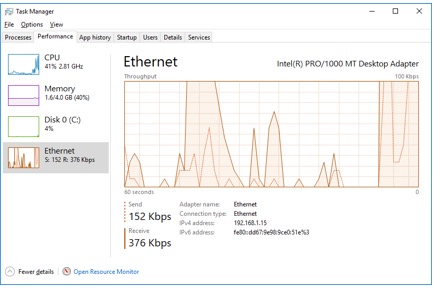 Task Manager
File Options View
Processes Performance App history Startup Users Details Services
CPU
41% 2.81 GHz
Memory
1.6/4.0 GB (40%)
Disk 0 (C:)
4%
Ethernet
S: 152 R: 376 Kbps
Ethernet
Intel(R) PRO/1000 MT Desktop Adapter
Throughput
100 Kbps
60 seconds
0
Send
152 Kbps
Receive
376 Kbps
Adapter name: Ethernet
Connection type: Ethernet
IPv4 address: 192.168.1.15
IPv6 address: fe80::dd67:9e98:9ce0:51e%3
Fewer details
Open Resource Monitor